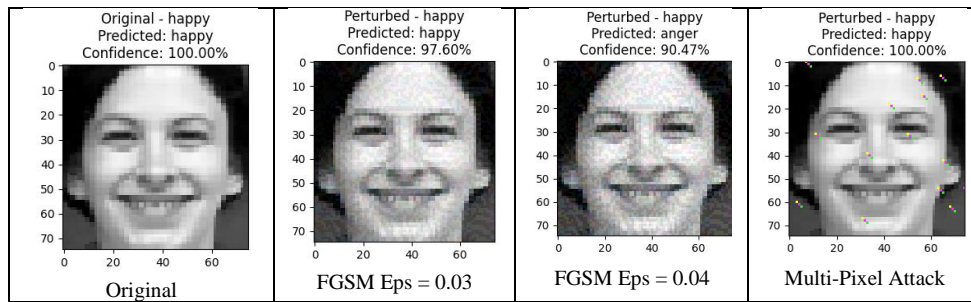 Original - happy
Predicted: happy
Confidence: 100.00%
0
10
20
30
40
50
60
70
0 20 40 60
Original
Perturbed - happy
Predicted: happy
Confidence: 97.60%
0
10
20
30
40
50
60
70
0 20 40 60
FGSM Eps = 0.03
Perturbed - happy
Predicted: anger
Confidence: 90.47%
0
10
20
30
40
50
60
70
0 20 40 60
FGSM Eps = 0.04
Perturbed - happy
Predicted: happy
Confidence: 100.00%
0
10
20
30
40
50
60
70
0 20 40 60
Multi-Pixel Attack